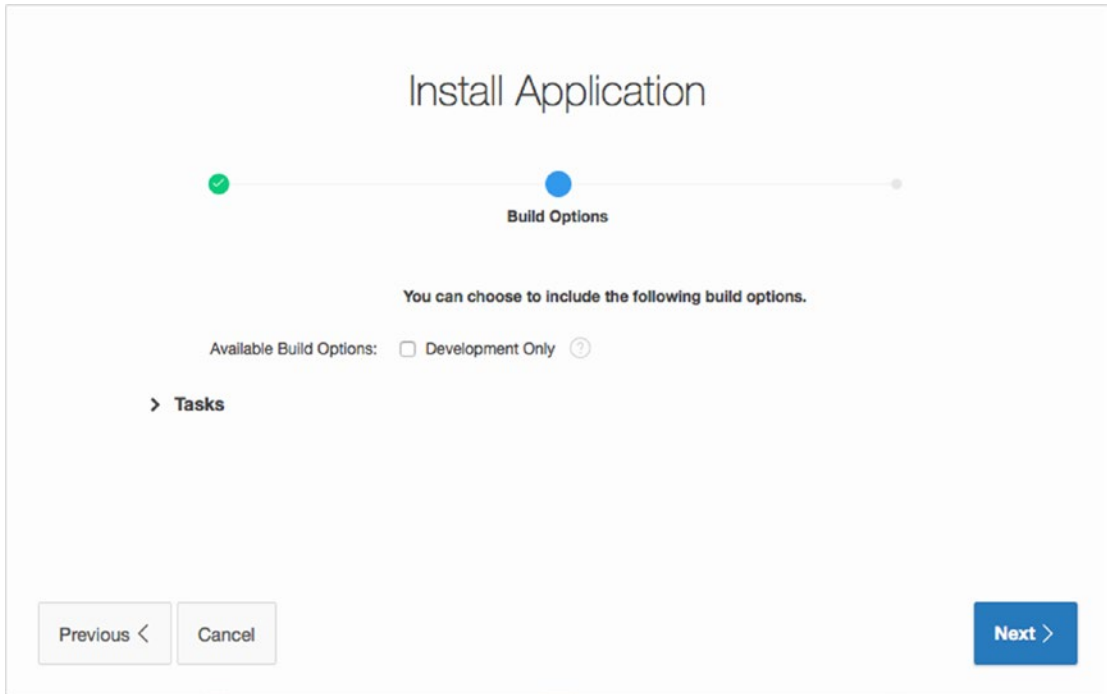 Install Application
Build Options
You can choose to include the following build options.
Available Build Options: Development Only ?
Tasks
Previous Cancel Next